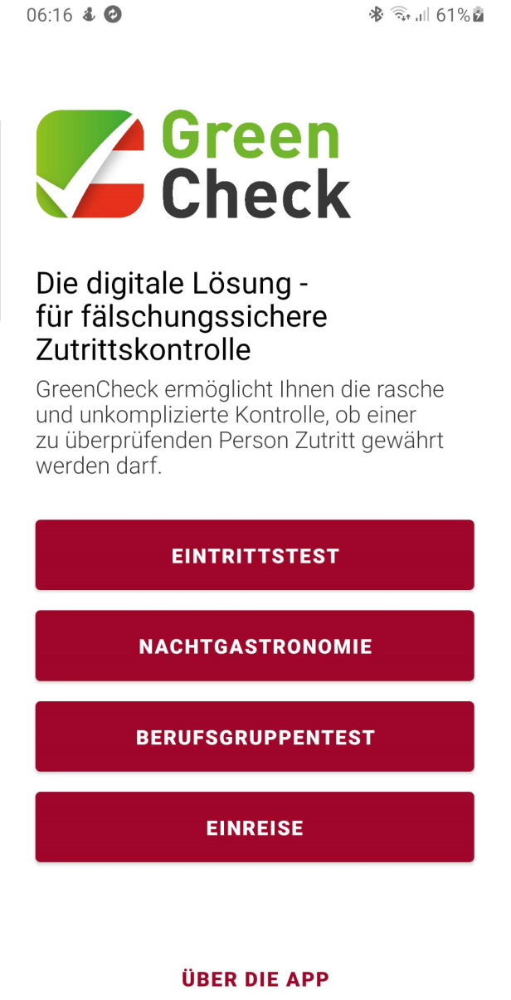 06:16 61%
Green
Check
Die digitale Lösung -
für fälschungssichere
Zutrittskontrolle
GreenCheck ermöglicht Ihnen die rasche
und unkomplizierte Kontrolle, ob einer
zu überprüfenden Person Zutritt gewährt
werden darf.
EINTRITTSTEST
NACHTGASTRONOMIE
BERUFSGRUPPENTEST
EINREISE
ÜBER DIE APP